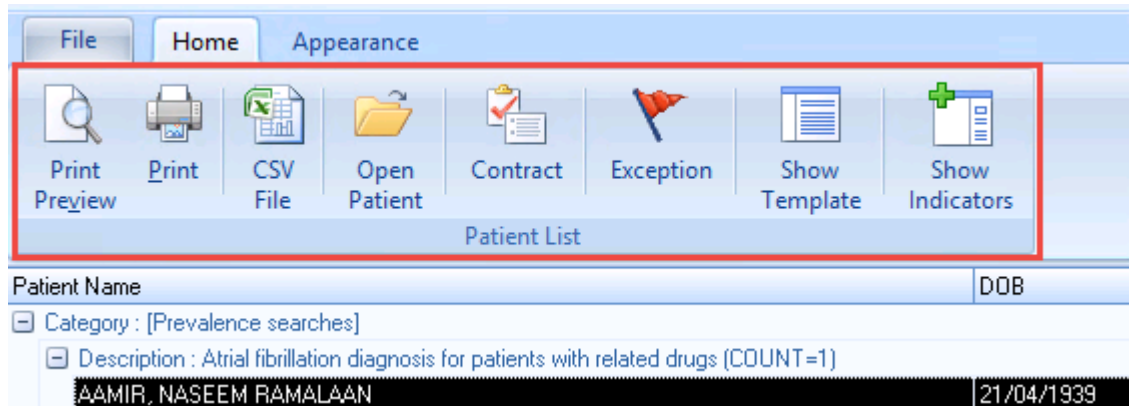 File Home Appearance
Print Print CSV Open Contract Exception Show Show
Preview File Patient Template Indicators
Patient List
Patient Name DOB
Category : [Prevalence searches]
Description : Atrial fibrillation diagnosis for patients with related drugs (COUNT=1)
AAMIR, NASEEM RAMALAAN 21/04/1939